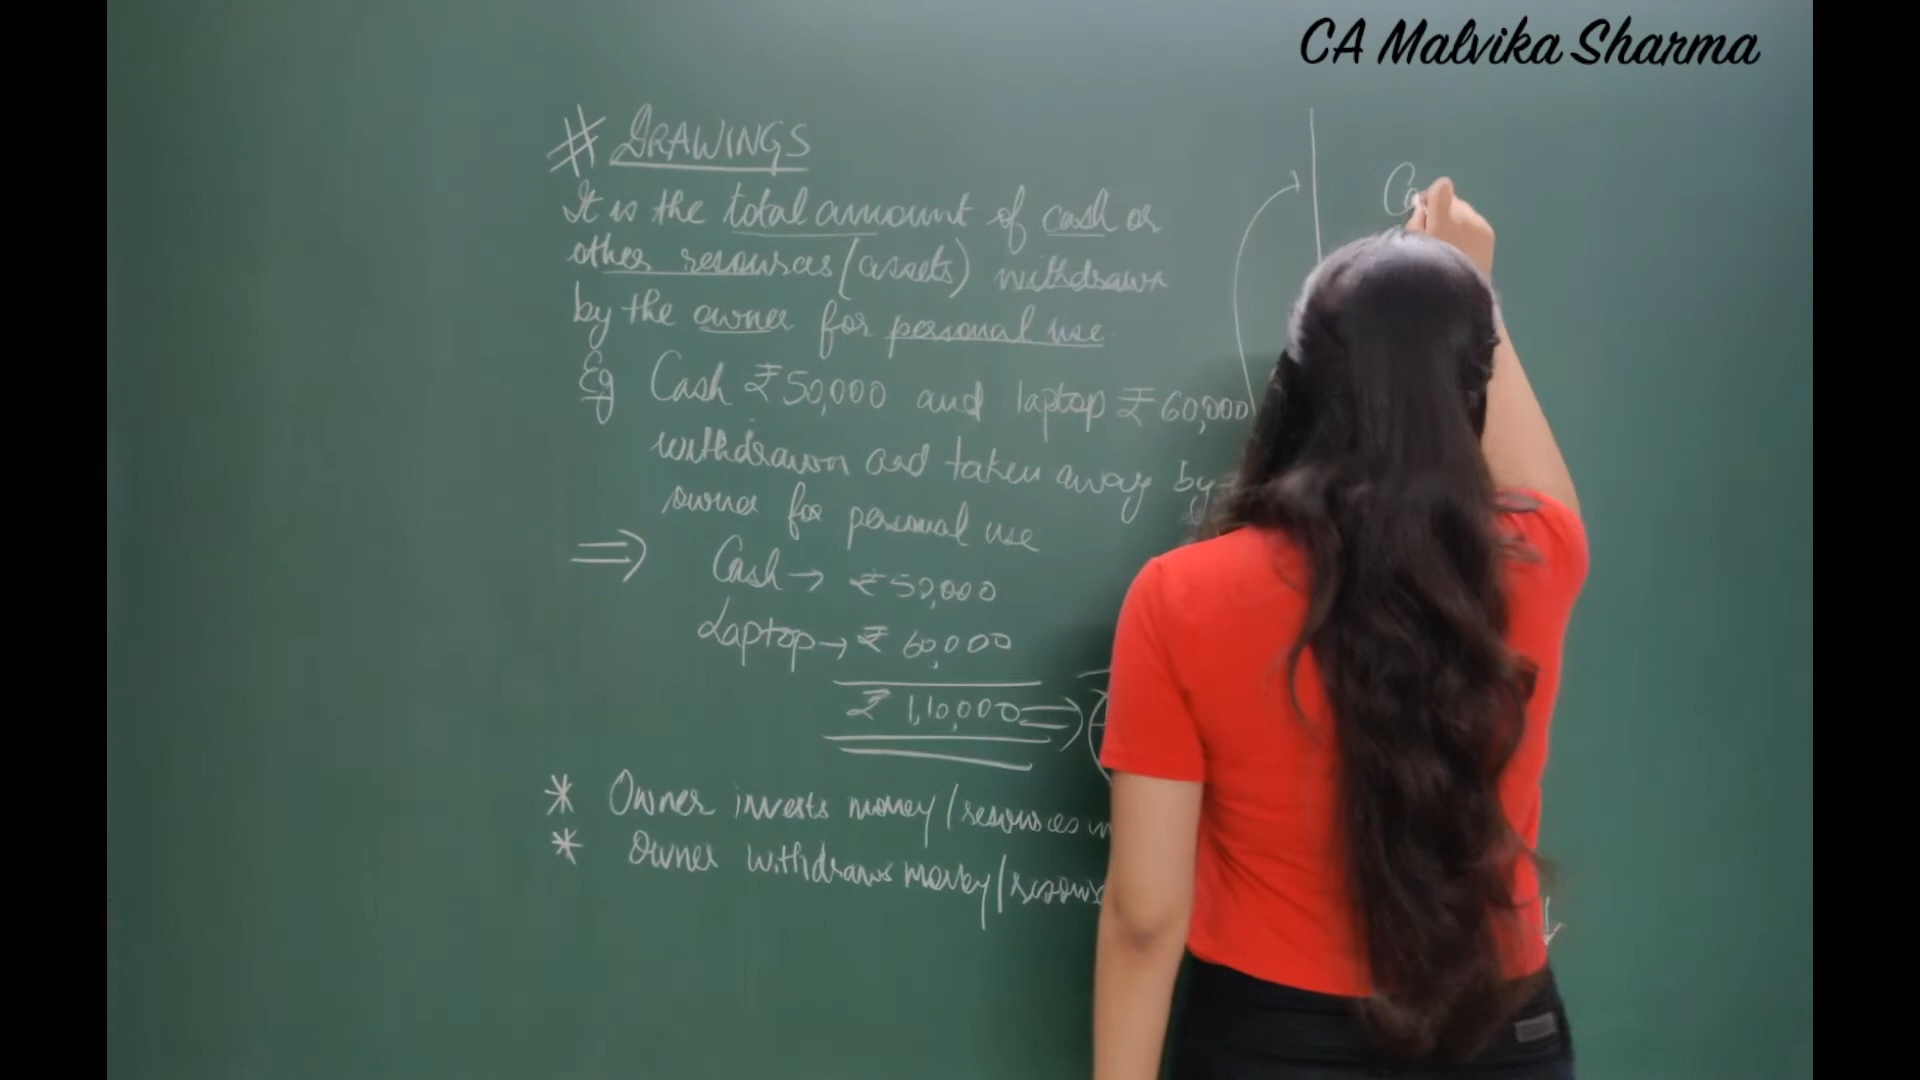 CA Malvika Sharma
# DRAWINGS
It is the total amount of cash or
other resources (assets) withdrawn
by the owner for personal use.
Eg Cash ₹50,000 and laptop ₹60,000
withdrawn and taken away by
owner for personal use
⇒ Cash → ₹50,000
Laptop → ₹ 60,000
₹ 1,10,000 ⇒
* Owner invests money/resources
* Owner withdraws money/